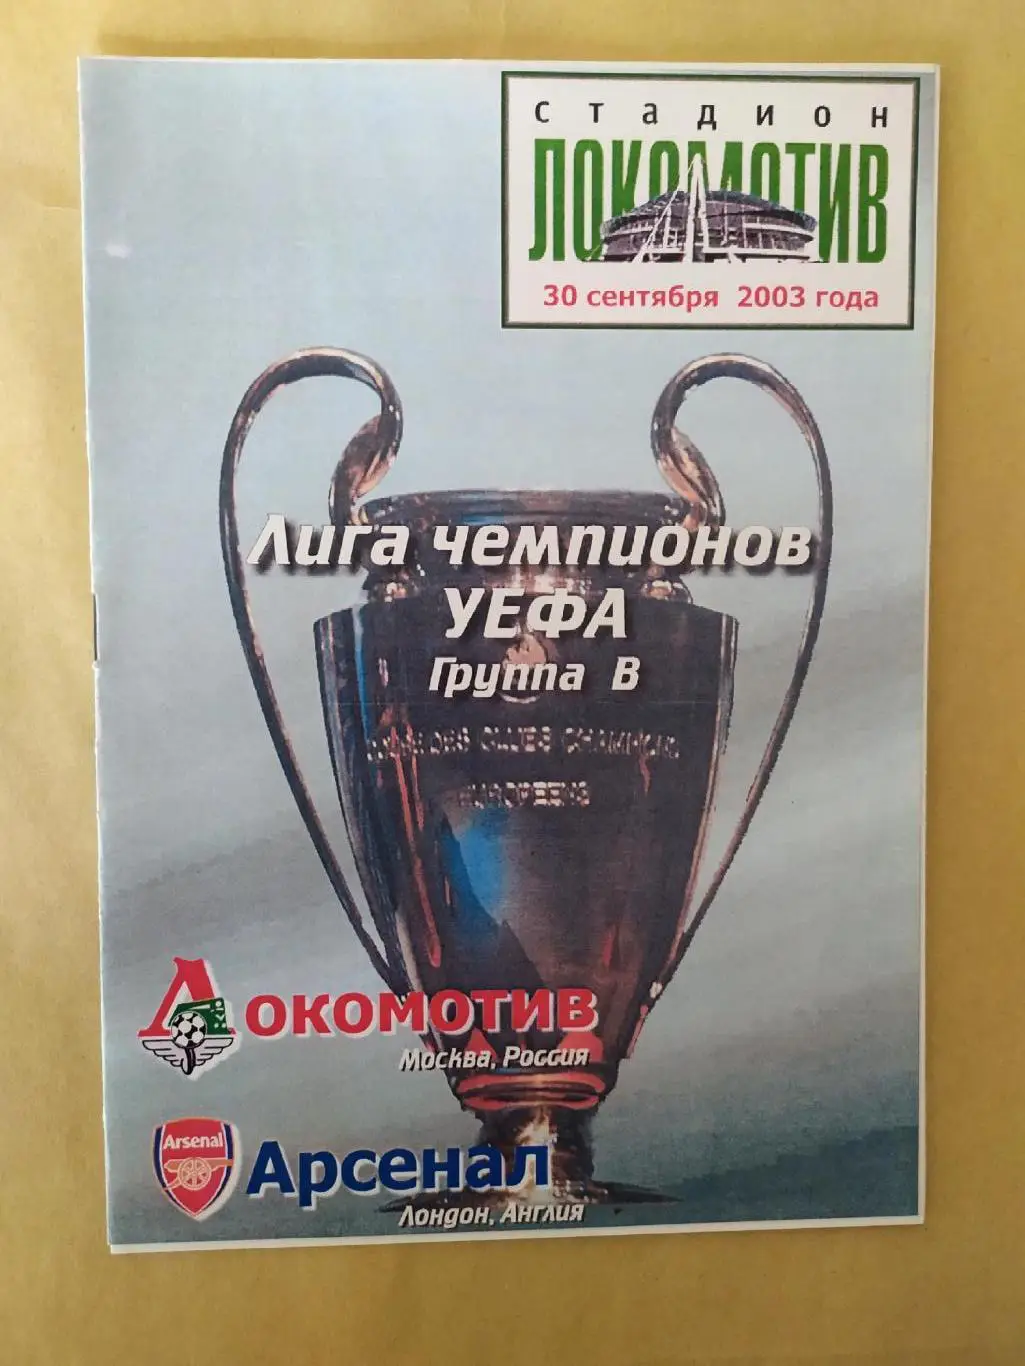 стадион
ЛОКОМОТИВ
30 сентября 2003 года
Лига чемпионов
УЕФА
Группа В
Локомотив
Москва, Россия
Arsenal
Арсенал
Лондон, Англия